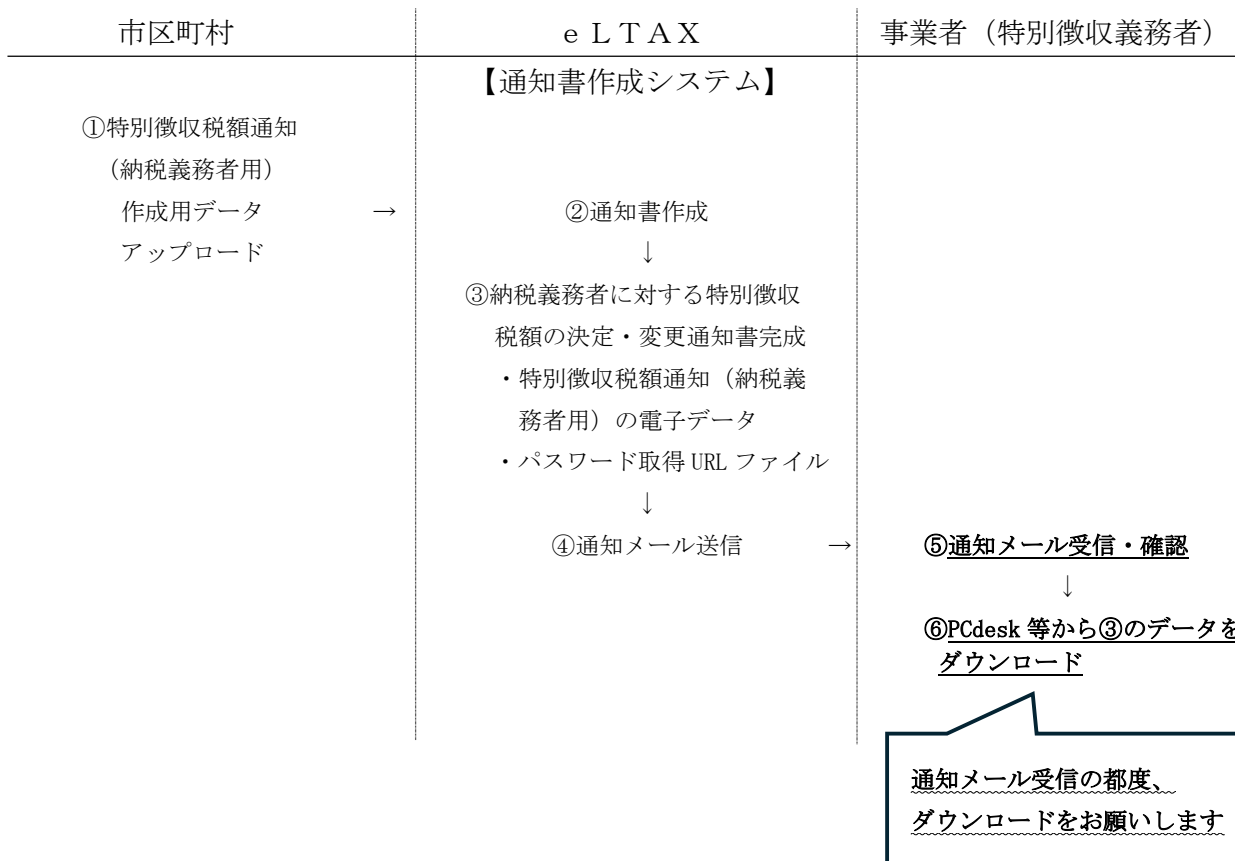 市区町村
ｅＬＴＡＸ
事業者（特別徴収義務者）
【通知書作成システム】
①特別徴収税額通知
（納税義務者用）
作成用データ →
アップロード
②通知書作成
↓
③納税義務者に対する特別徴収
税額の決定・変更通知書完成
・特別徴収税額通知（納税義
務者用）の電子データ
・パスワード取得 URL ファイル
↓
④通知メール送信 →
⑤通知メール受信・確認
↓
⑥PCdesk 等から③のデータを
ダウンロード
通知メール受信の都度、
ダウンロードをお願いします